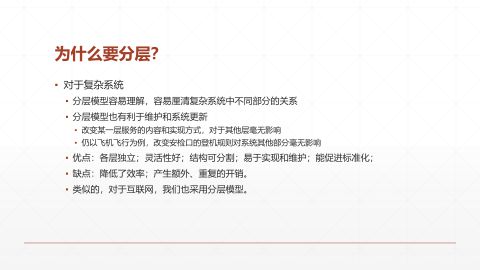 为什么要分层？
对于复杂系统
分层模型容易理解，容易厘清复杂系统中不同部分的关系
分层模型也有利于维护和系统更新
改变某一层服务的内容和实现方式，对于其他层毫无影响
仍以飞机飞行为例，改变安检口的登机规则对系统其他部分毫无影响
优点：各层独立；灵活性好；结构可分割；易于实现和维护；能促进标准化；
缺点：降低了效率；产生额外、重复的开销。
类似的，对于互联网，我们也采用分层模型。